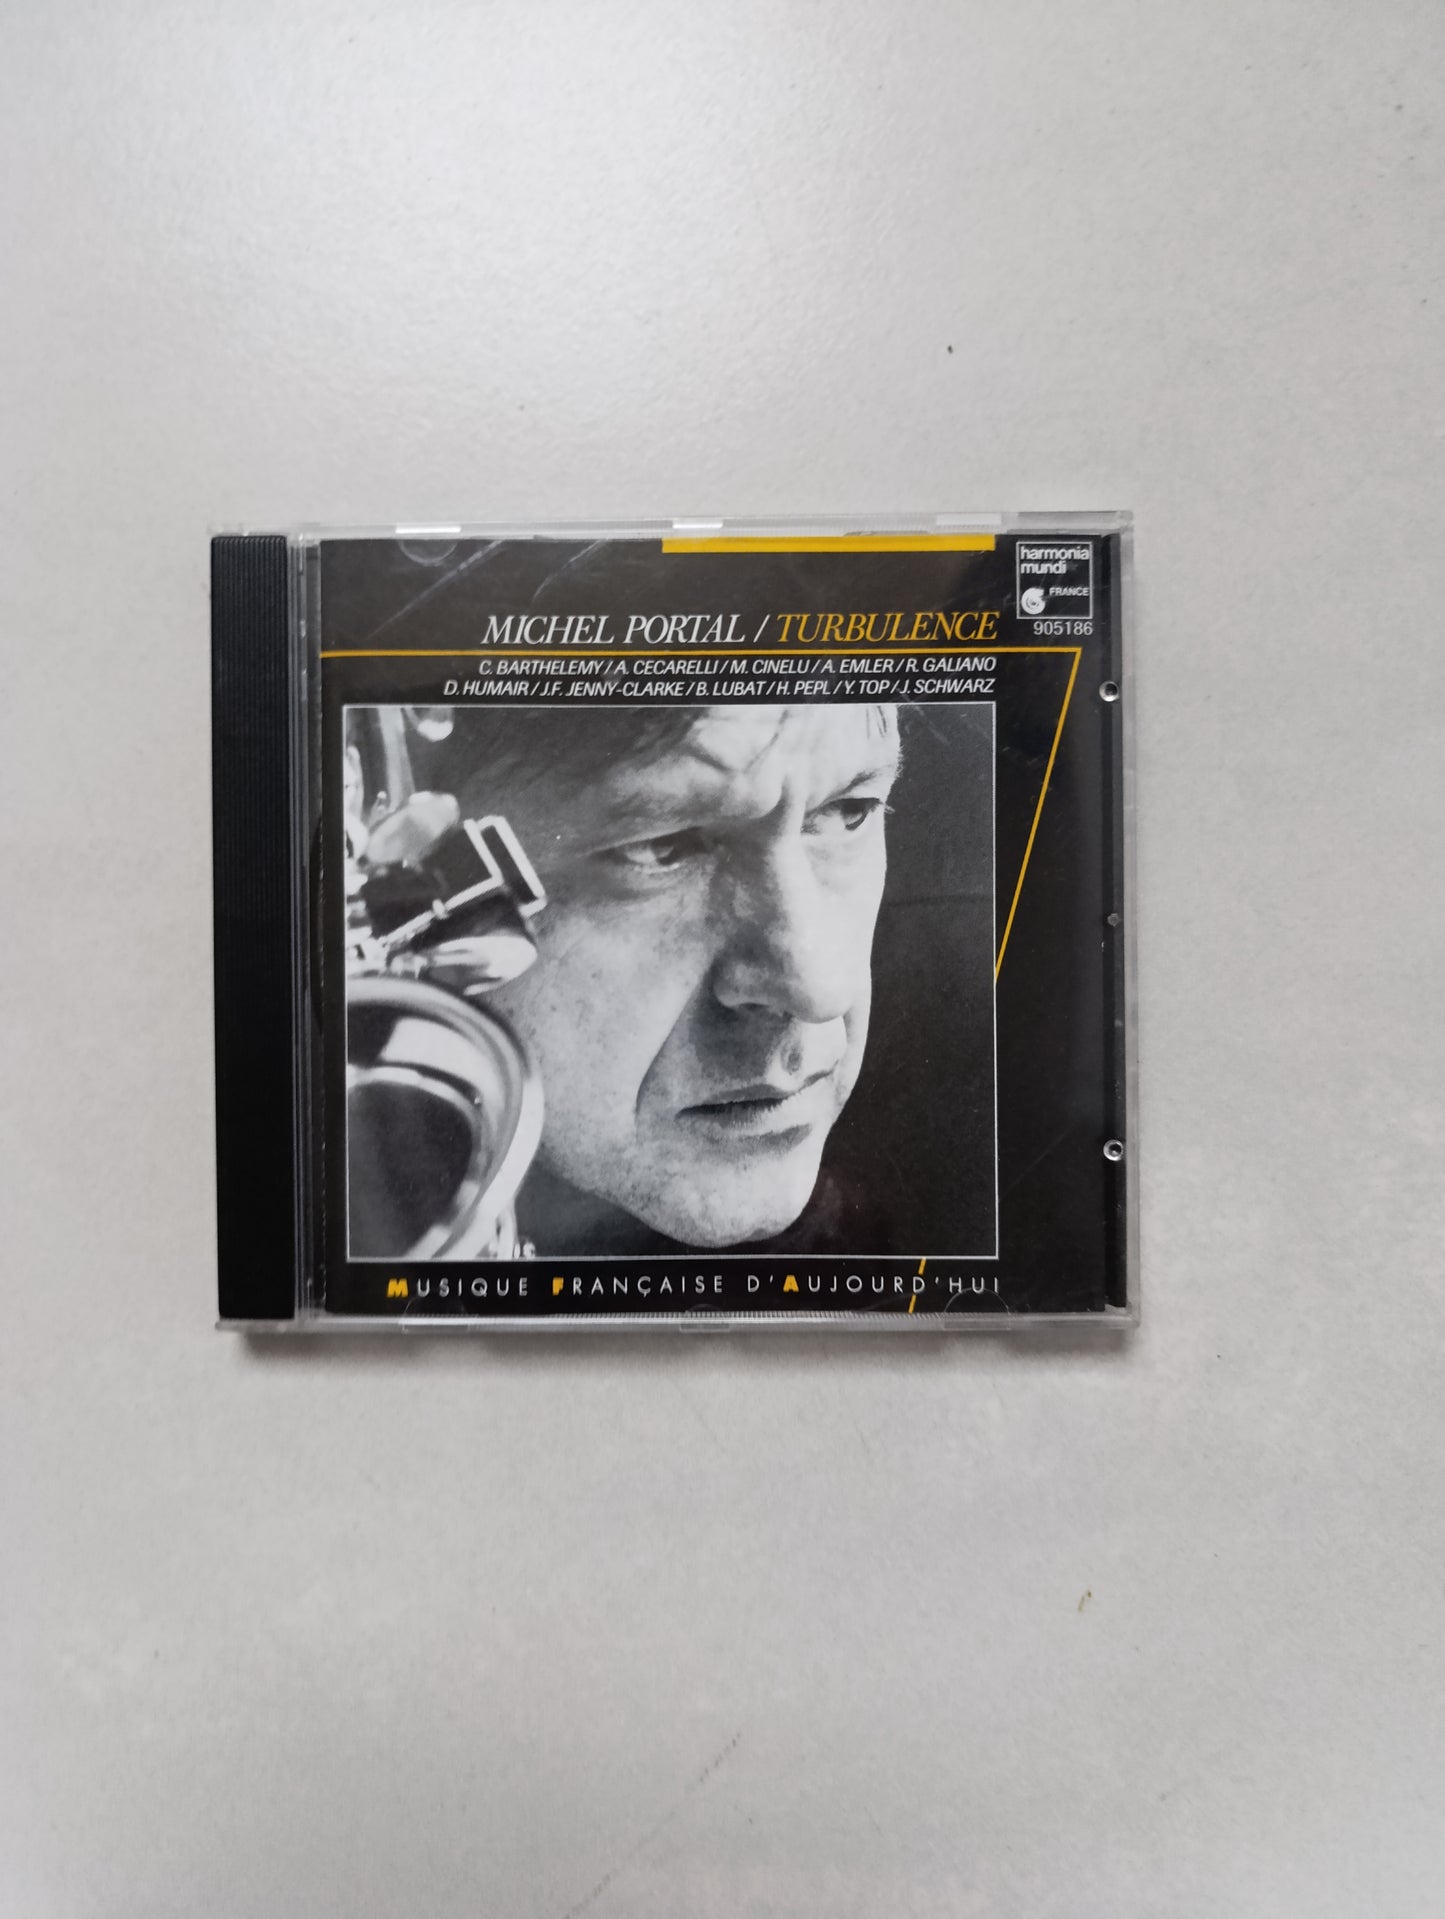 harmonia
mundi
FRANCE
905186
MICHEL PORTAL / TURBULENCE
C. BARTHELEMY / A. CECARELLI / M. CINELU / A. EMLER / R. GALIANO
D. HUMAIR / J.F. JENNY-CLARKE / B. LUBAT / H. PEPL / Y. TOP / J. SCHWARZ
MUSIQUE FRANÇAISE D'AUJOURD'HUI